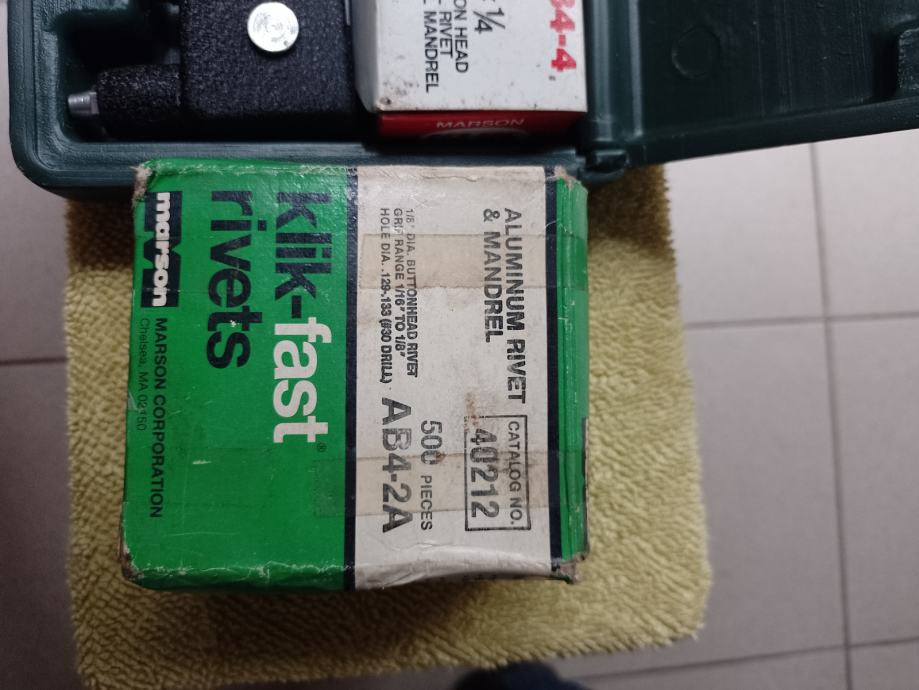 B4-4
1/4
ON HEAD
RIVET
MANDREL
MARSON
ALUMINUM RIVET
& MANDREL
CATALOG NO.
40212
1/8" DIA. BUTTONHEAD RIVET
GRIP RANGE 1/16" TO 1/8"
HOLE DIA. .129-.133 (#30 DRILL)
500 PIECES
AB4-2A
klik-fast®
rivets
marson
MARSON CORPORATION
Chelsea, MA 02150